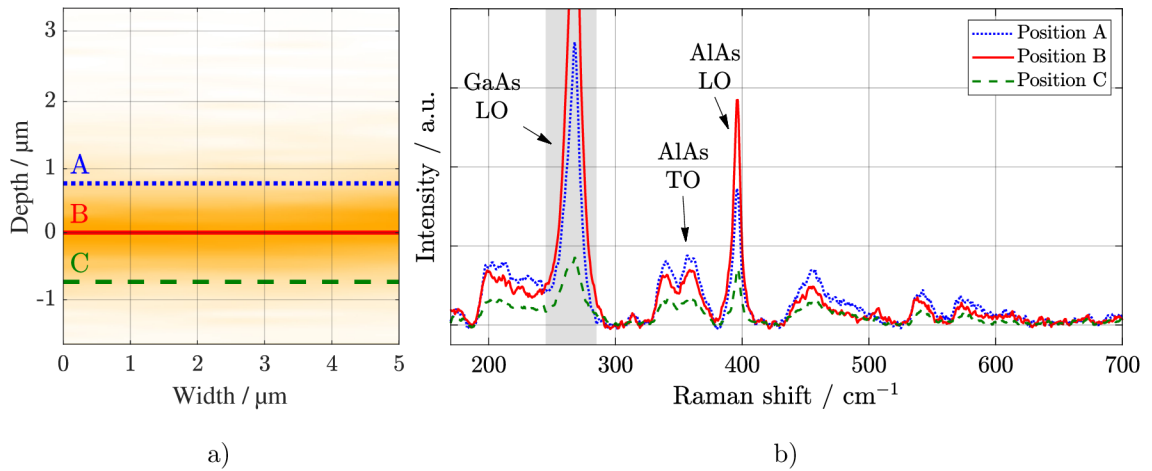 3
2
1
0
-1
Depth / µm
A
B
C
0 1 2 3 4 5
Width / µm
a)
Intensity / a.u.
GaAs
LO
AlAs
TO
AlAs
LO
Position A
Position B
Position C
200 300 400 500 600 700
Raman shift / cm⁻¹
b)